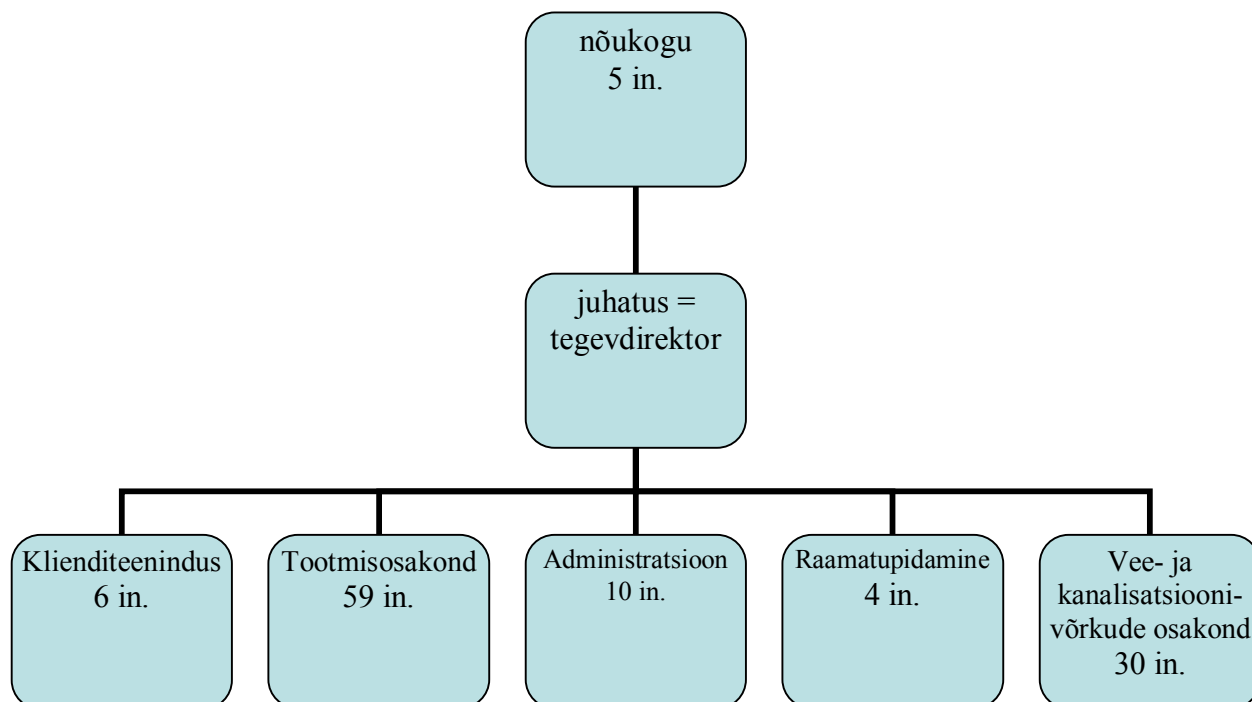 nõukogu
5 in.
juhatus =
tegevdirektor
Klienditeenindus
6 in.
Tootmisosakond
59 in.
Administratsioon
10 in.
Raamatupidamine
4 in.
Vee- ja
kanalisatsiooni-
võrkude osakond
30 in.